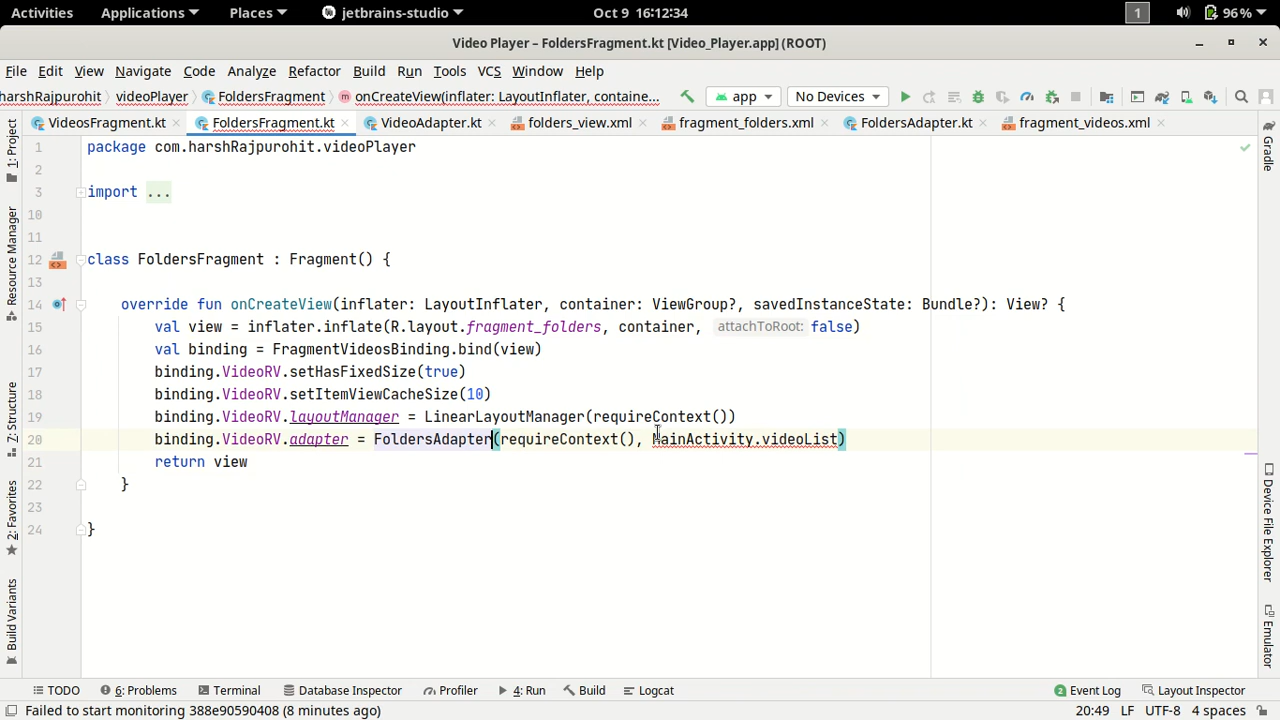 Activities Applications Places jetbrains-studio Oct 9 16:12:34 1 96%
Video Player – FoldersFragment.kt [Video_Player.app] (ROOT)
File Edit View Navigate Code Analyze Refactor Build Run Tools VCS Window Help
harshRajpurohit videoPlayer FoldersFragment onCreateView(inflater: LayoutInflater, containe... app No Devices
VideosFragment.kt FoldersFragment.kt VideoAdapter.kt folders_view.xml fragment_folders.xml FoldersAdapter.kt fragment_videos.xml
1: Project
Resource Manager
7: Structure
2: Favorites
Build Variants
1 package com.harshRajpurohit.videoPlayer
2
3 import ...
10
11
12 class FoldersFragment : Fragment() {
13
14 override fun onCreateView(inflater: LayoutInflater, container: ViewGroup?, savedInstanceState: Bundle?): View? {
15 val view = inflater.inflate(R.layout.fragment_folders, container, attachToRoot: false)
16 val binding = FragmentVideosBinding.bind(view)
17 binding.VideoRV.setHasFixedSize(true)
18 binding.VideoRV.setItemViewCacheSize(10)
19 binding.VideoRV.layoutManager = LinearLayoutManager(requireContext())
20 binding.VideoRV.adapter = FoldersAdapter(requireContext(), MainActivity.videoList)
21 return view
22 }
23
24 }
Gradle
Device File Explorer
Emulator
TODO 6: Problems Terminal Database Inspector Profiler 4: Run Build Logcat 2 Event Log Layout Inspector
Failed to start monitoring 388e90590408 (8 minutes ago) 20:49 LF UTF-8 4 spaces